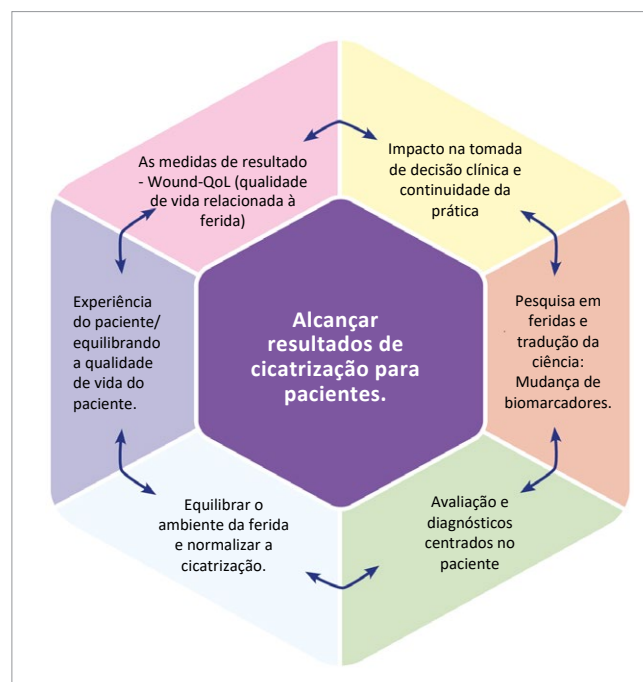 As medidas de resultado
- Wound-QoL (qualidade
de vida relacionada à
ferida)
Impacto na tomada
de decisão clínica e
continuidade da
prática
Pesquisa em
feridas e
tradução da
ciência:
Mudança de
biomarcadores.
Avaliação e
diagnósticos
centrados no
paciente
Equilibrar o
ambiente da ferida
e normalizar a
cicatrização.
Experiência
do paciente/
equilibrando
a qualidade
de vida do
paciente.
Alcançar
resultados de
cicatrização para
pacientes.